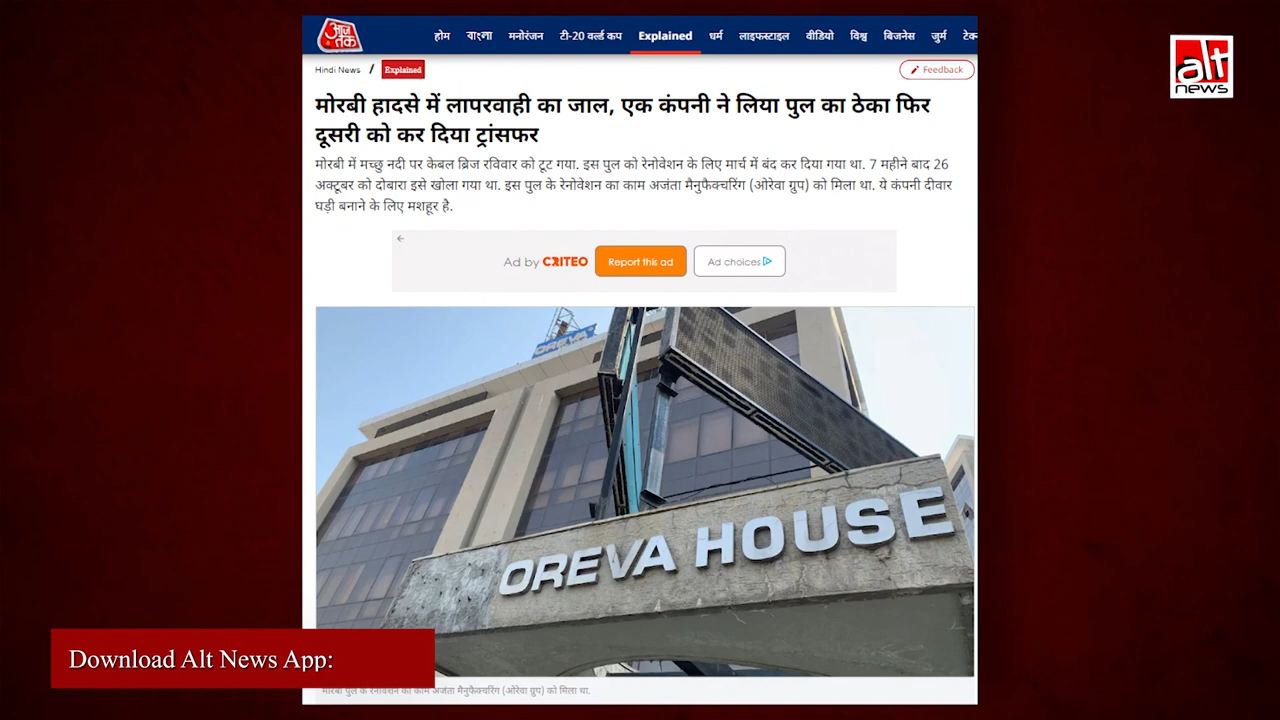 आज
तक
होम বাংলা मनोरंजन टी-20 वर्ल्ड कप Explained धर्म लाइफस्टाइल वीडियो विश्व बिजनेस जुर्म
alt
news
Hindi News / Explained
Feedback
मोरबी हादसे में लापरवाही का जाल, एक कंपनी ने लिया पुल का ठेका फिर
दूसरी को कर दिया ट्रांसफर
मोरबी में मच्छु नदी पर केबल ब्रिज रविवार को टूट गया. इस पुल को रेनोवेशन के लिए मार्च में बंद कर दिया गया था. 7 महीने बाद 26
अक्टूबर को दोबारा इसे खोला गया था. इस पुल के रेनोवेशन का काम अजंता मैनुफैक्चरिंग (ओरेवा ग्रुप) को मिला था. ये कंपनी दीवार
घड़ी बनाने के लिए मशहूर है.
Ad by CRITEO Report this ad Ad choices
OREVA
OREVA HOUSE
Download Alt News App:
मोरबी पुल के रेनोवेशन का काम अजंता मैनुफैक्चरिंग (ओरेवा ग्रुप) को मिला था.